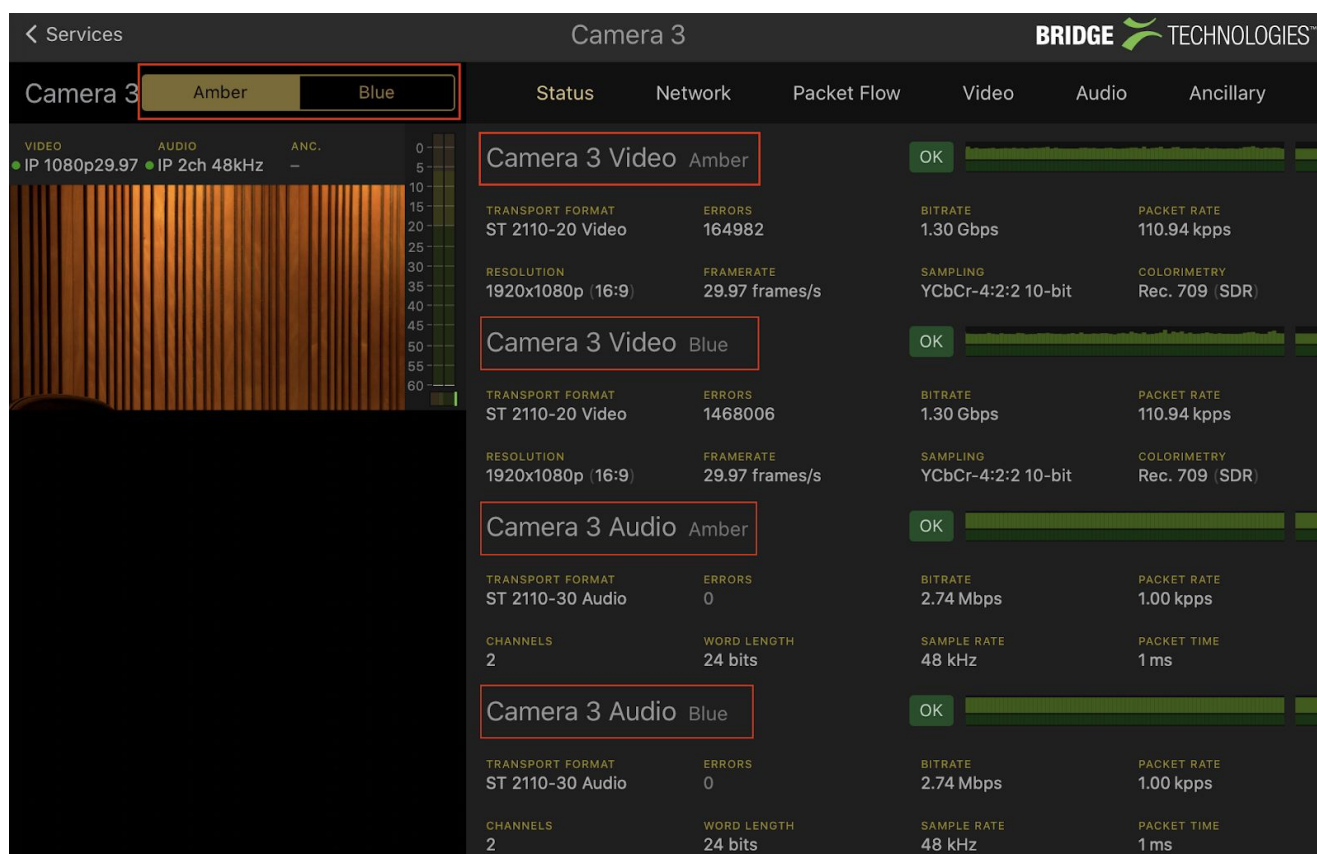 Services
Camera 3
BRIDGE TECHNOLOGIES™
Camera 3 Amber Blue
Status Network Packet Flow Video Audio Ancillary
VIDEO AUDIO ANC.
IP 1080p29.97 IP 2ch 48kHz –
0
5
10
15
20
25
30
35
40
45
50
55
60
Camera 3 Video Amber OK
TRANSPORT FORMAT ERRORS BITRATE PACKET RATE
ST 2110-20 Video 164982 1.30 Gbps 110.94 kpps
RESOLUTION FRAMERATE SAMPLING COLORIMETRY
1920x1080p (16:9) 29.97 frames/s YCbCr-4:2:2 10-bit Rec. 709 (SDR)
Camera 3 Video Blue OK
TRANSPORT FORMAT ERRORS BITRATE PACKET RATE
ST 2110-20 Video 1468006 1.30 Gbps 110.94 kpps
RESOLUTION FRAMERATE SAMPLING COLORIMETRY
1920x1080p (16:9) 29.97 frames/s YCbCr-4:2:2 10-bit Rec. 709 (SDR)
Camera 3 Audio Amber OK
TRANSPORT FORMAT ERRORS BITRATE PACKET RATE
ST 2110-30 Audio 0 2.74 Mbps 1.00 kpps
CHANNELS WORD LENGTH SAMPLE RATE PACKET TIME
2 24 bits 48 kHz 1 ms
Camera 3 Audio Blue OK
TRANSPORT FORMAT ERRORS BITRATE PACKET RATE
ST 2110-30 Audio 0 2.74 Mbps 1.00 kpps
CHANNELS WORD LENGTH SAMPLE RATE PACKET TIME
2 24 bits 48 kHz 1 ms